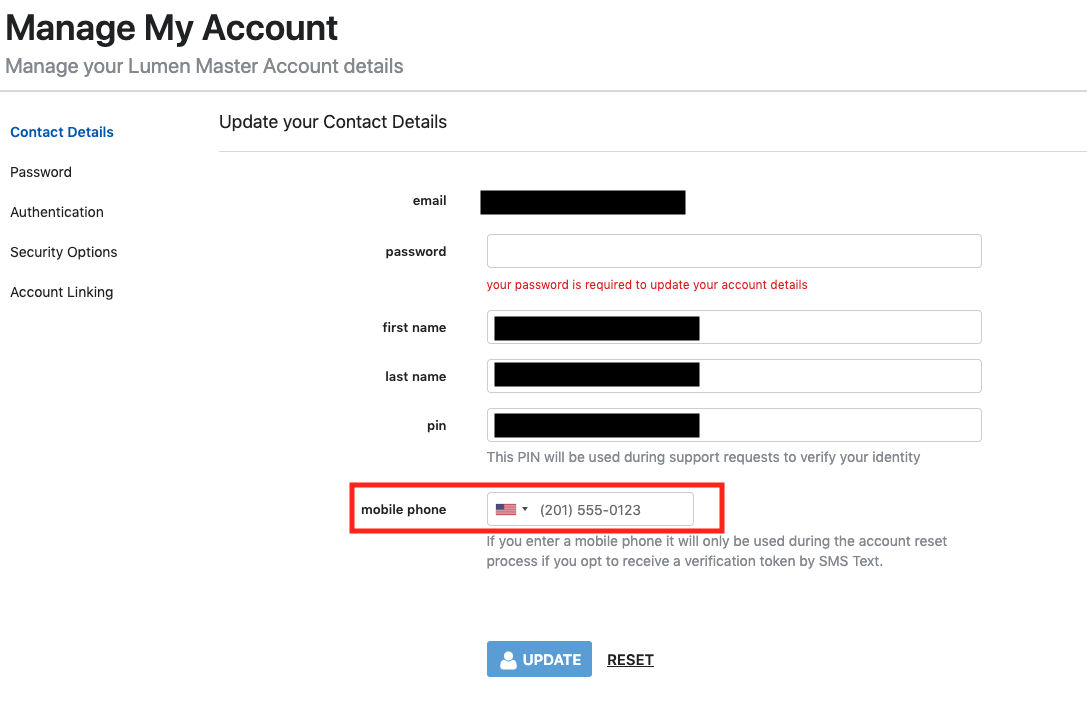 Manage My Account
Manage your Lumen Master Account details
Contact Details
Password
Authentication
Security Options
Account Linking
Update your Contact Details
email
password
your password is required to update your account details
first name
last name
pin
This PIN will be used during support requests to verify your identity
mobile phone
(201) 555-0123
If you enter a mobile phone it will only be used during the account reset
process if you opt to receive a verification token by SMS Text.
UPDATE
RESET